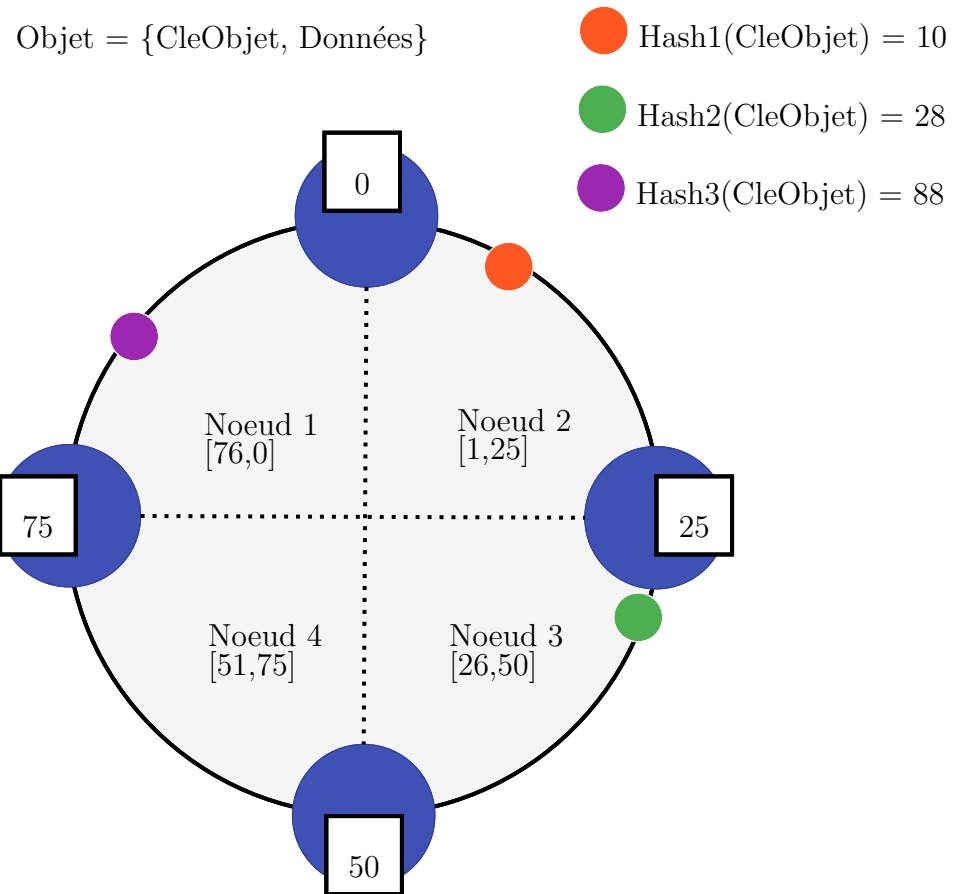 Objet = {CleObjet, Données}
Hash1(CleObjet) = 10
Hash2(CleObjet) = 28
Hash3(CleObjet) = 88
0
Noeud 1
[76,0]
Noeud 2
[1,25]
75
25
Noeud 4
[51,75]
Noeud 3
[26,50]
50